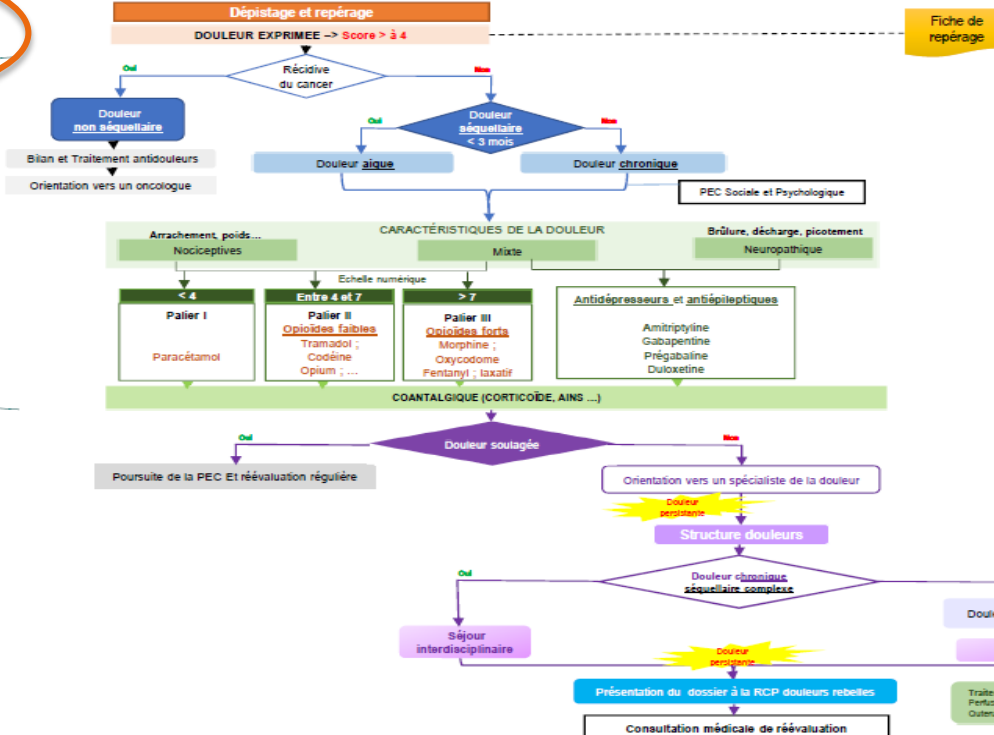 Dépistage et repérage
DOULEUR EXPRIMEE –> Score > à 4
Fiche de
repérage
Oui
Récidive
du cancer
Non
Douleur
non séquellaire
Oui
Douleur
séquellaire
< 3 mois
Non
Bilan et Traitement antidouleurs
Orientation vers un oncologue
Douleur aigue
Douleur chronique
PEC Sociale et Psychologique
CARACTÉRISTIQUES DE LA DOULEUR
Arrachement, poids...
Nociceptives
Mixte
Brûlure, décharge, picotement
Neuropathique
Echelle numérique
< 4
Palier I
Paracétamol
Entre 4 et 7
Palier II
Opioïdes faibles
Tramadol ;
Codéine
Opium ; ...
> 7
Palier III
Opioïdes forts
Morphine ;
Oxycodome
Fentanyl ; laxatif
Antidépresseurs et antiépileptiques
Amitriptyline
Gabapentine
Prégabaline
Duloxetine
COANTALGIQUE (CORTICOÏDE, AINS ...)
Oui
Douleur soulagée
Non
Poursuite de la PEC Et réévaluation régulière
Orientation vers un spécialiste de la douleur
Douleur
persistante
Structure douleurs
Oui
Douleur chronique
séquellaire complexe
Séjour
interdisciplinaire
Doul
Douleur
persistante
Présentation du dossier à la RCP douleurs rebelles
Traite
Perfus
Quten
Consultation médicale de réévaluation